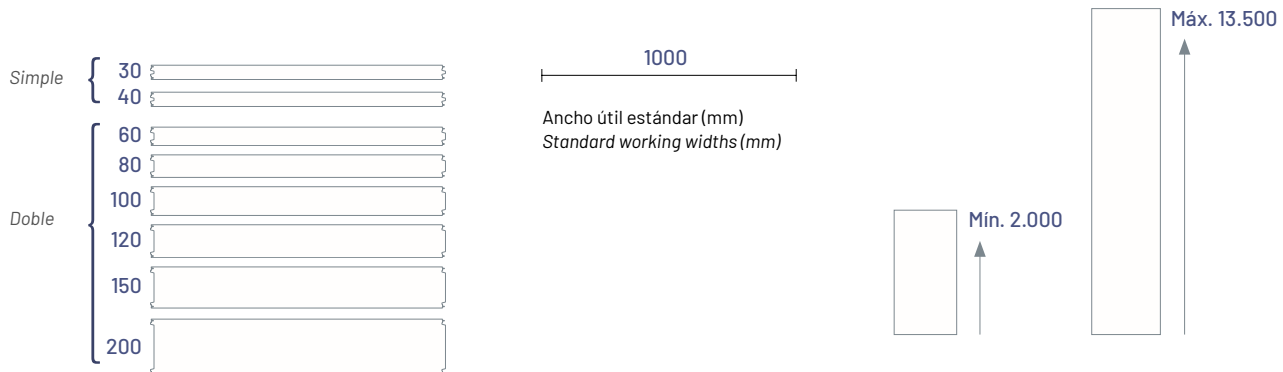 Simple
30
40
Doble
60
80
100
120
150
200
1000
Ancho útil estándar (mm)
Standard working widths (mm)
Mín. 2.000
Máx. 13.500